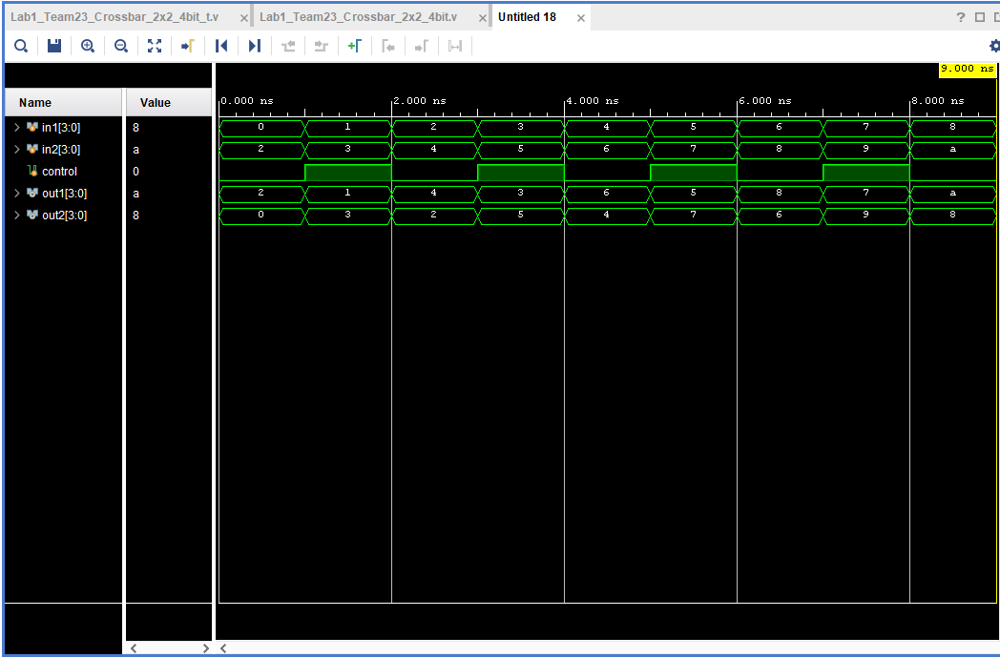 Lab1_Team23_Crossbar_2x2_4bit_t.v × Lab1_Team23_Crossbar_2x2_4bit.v × Untitled 18 × ?
9.000 ns
Name Value 0.000 ns 2.000 ns 4.000 ns 6.000 ns 8.000 ns
in1[3:0] 8 0 1 2 3 4 5 6 7 8
in2[3:0] a 2 3 4 5 6 7 8 9 a
control 0
out1[3:0] a 2 1 4 3 6 5 8 7 a
out2[3:0] 8 0 3 2 5 4 7 6 9 8